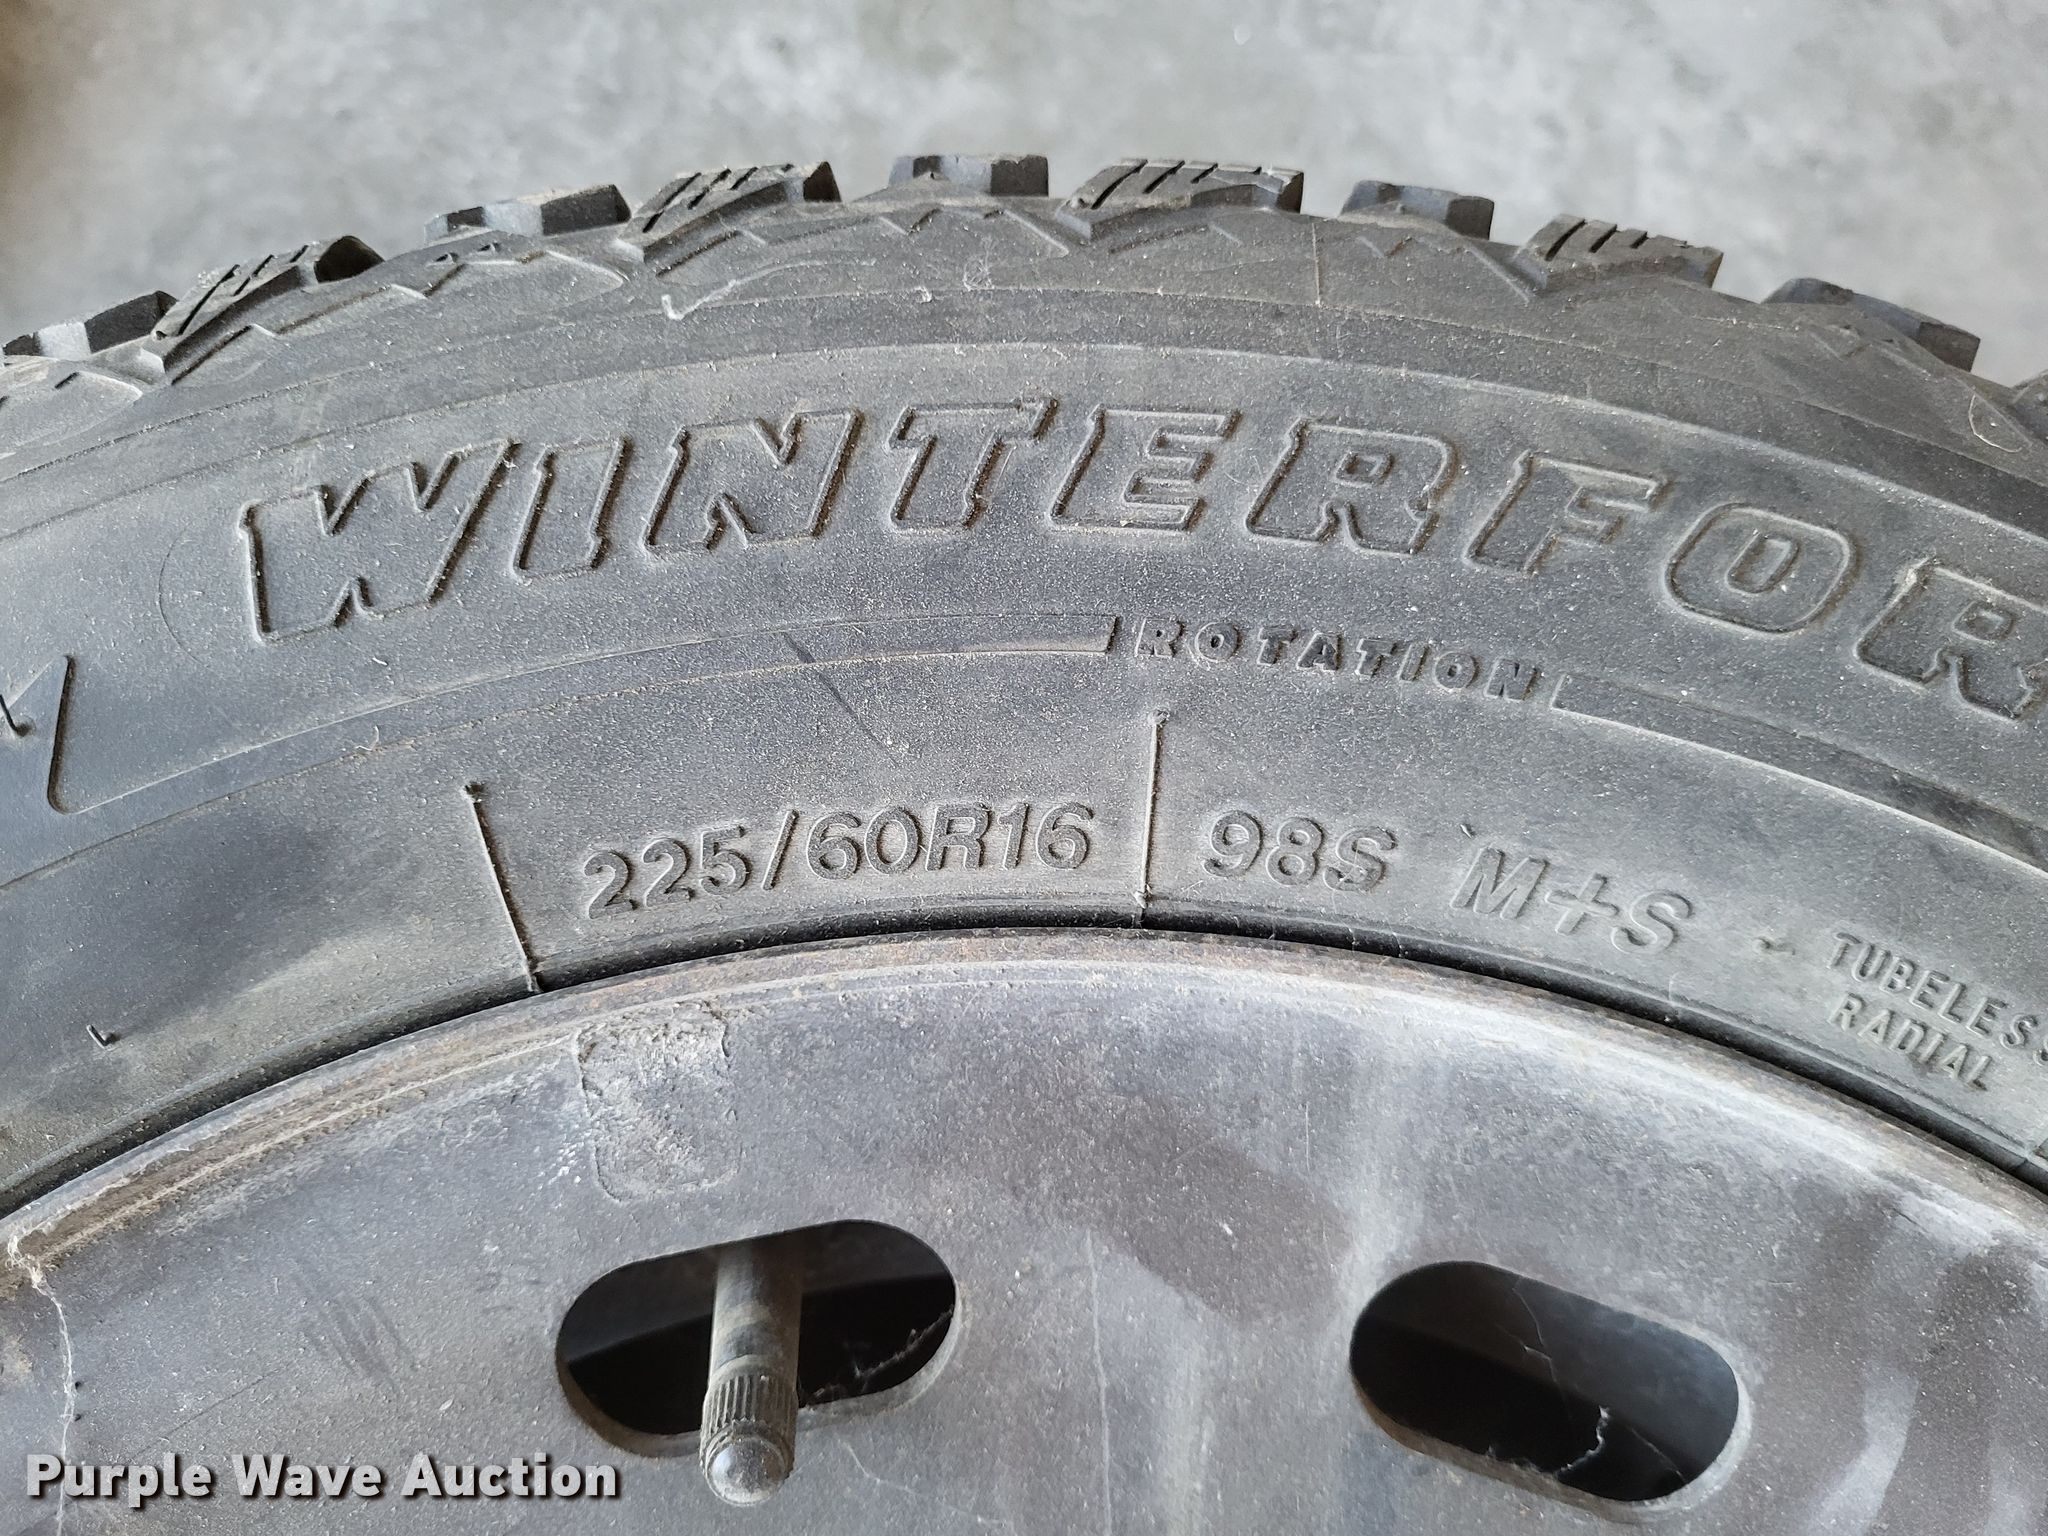 WINTERFOR
ROTATION
225/60R16 98S M+S
TUBELESS
RADIAL
Purple Wave Auction